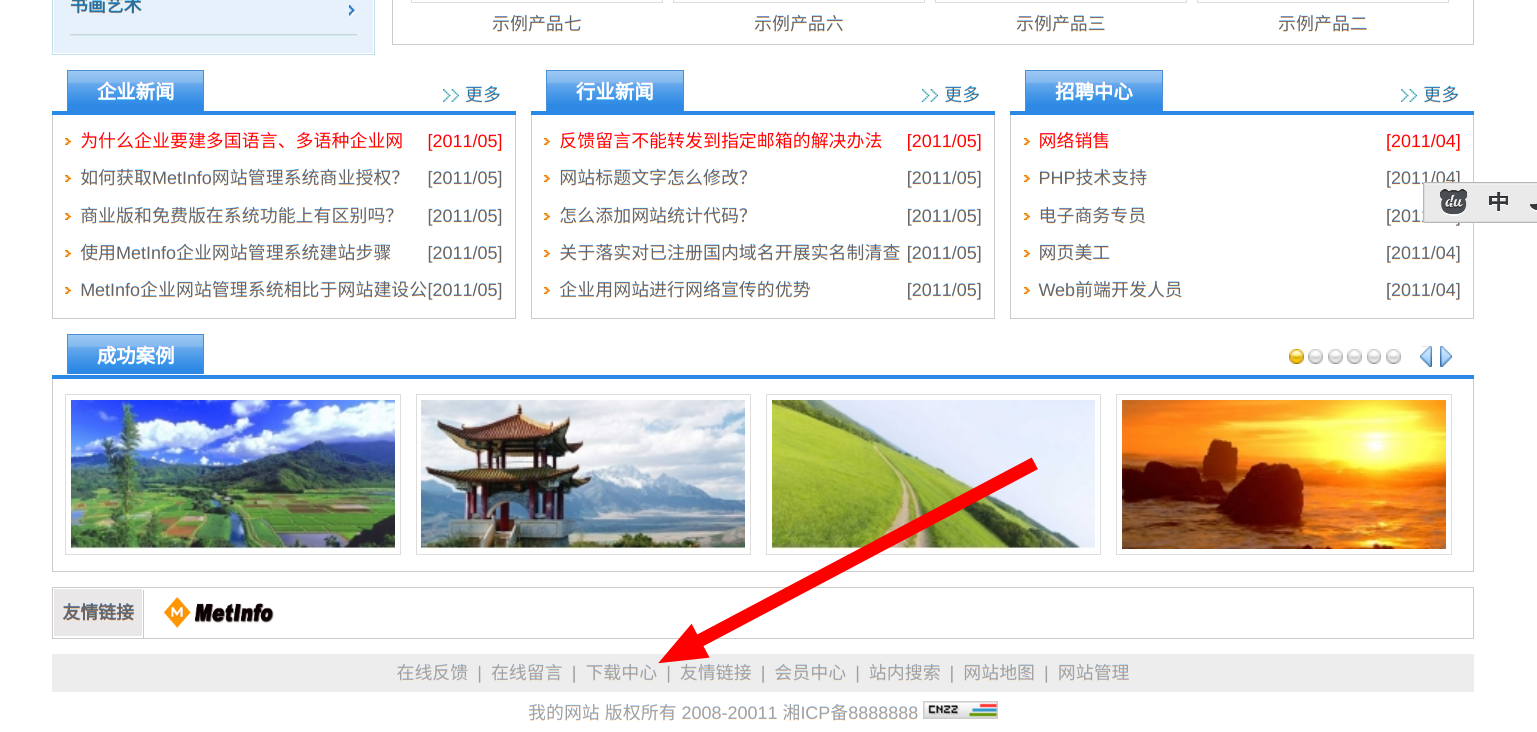 书画艺术
示例产品七 示例产品六 示例产品三 示例产品二
企业新闻 更多
为什么企业要建多国语言、多语种企业网 [2011/05]
如何获取MetInfo网站管理系统商业授权? [2011/05]
商业版和免费版在系统功能上有区别吗? [2011/05]
使用MetInfo企业网站管理系统建站步骤 [2011/05]
MetInfo企业网站管理系统相比于网站建设公[2011/05]
行业新闻 更多
反馈留言不能转发到指定邮箱的解决办法 [2011/05]
网站标题文字怎么修改? [2011/05]
怎么添加网站统计代码? [2011/05]
关于落实对已注册国内域名开展实名制清查 [2011/05]
企业用网站进行网络宣传的优势 [2011/05]
招聘中心 更多
网络销售 [2011/04]
PHP技术支持 [2011/04]
电子商务专员 [201
网页美工 [2011/04]
Web前端开发人员 [2011/04]
du 中
成功案例
友情链接 MetInfo
在线反馈 | 在线留言 | 下载中心 | 友情链接 | 会员中心 | 站内搜索 | 网站地图 | 网站管理
我的网站 版权所有 2008-20011 湘ICP备8888888 CNZZ